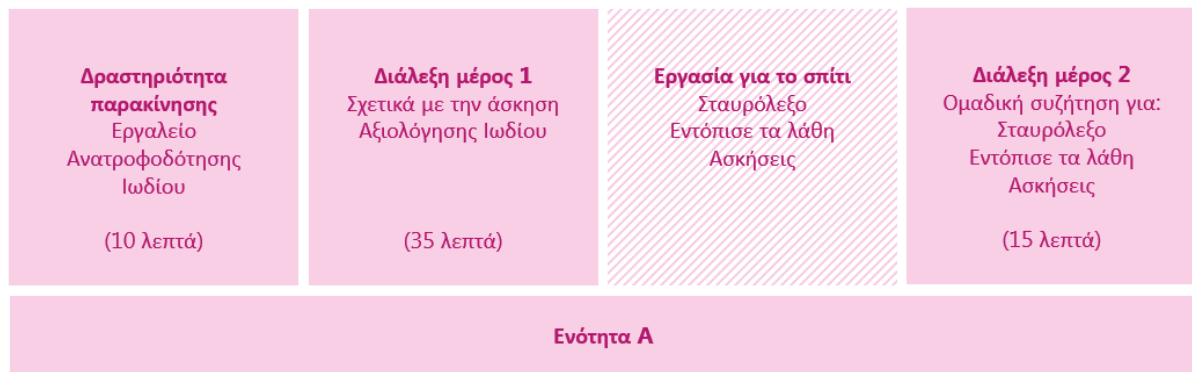 Δραστηριότητα
παρακίνησης
Εργαλείο
Ανατροφοδότησης
Ιωδίου
(10 λεπτά)
Διάλεξη μέρος 1
Σχετικά με την άσκηση
Αξιολόγησης Ιωδίου
(35 λεπτά)
Εργασία για το σπίτι
Σταυρόλεξο
Εντόπισε τα λάθη
Ασκήσεις
Διάλεξη μέρος 2
Ομαδική συζήτηση για:
Σταυρόλεξο
Εντόπισε τα λάθη
Ασκήσεις
(15 λεπτά)
Ενότητα Α